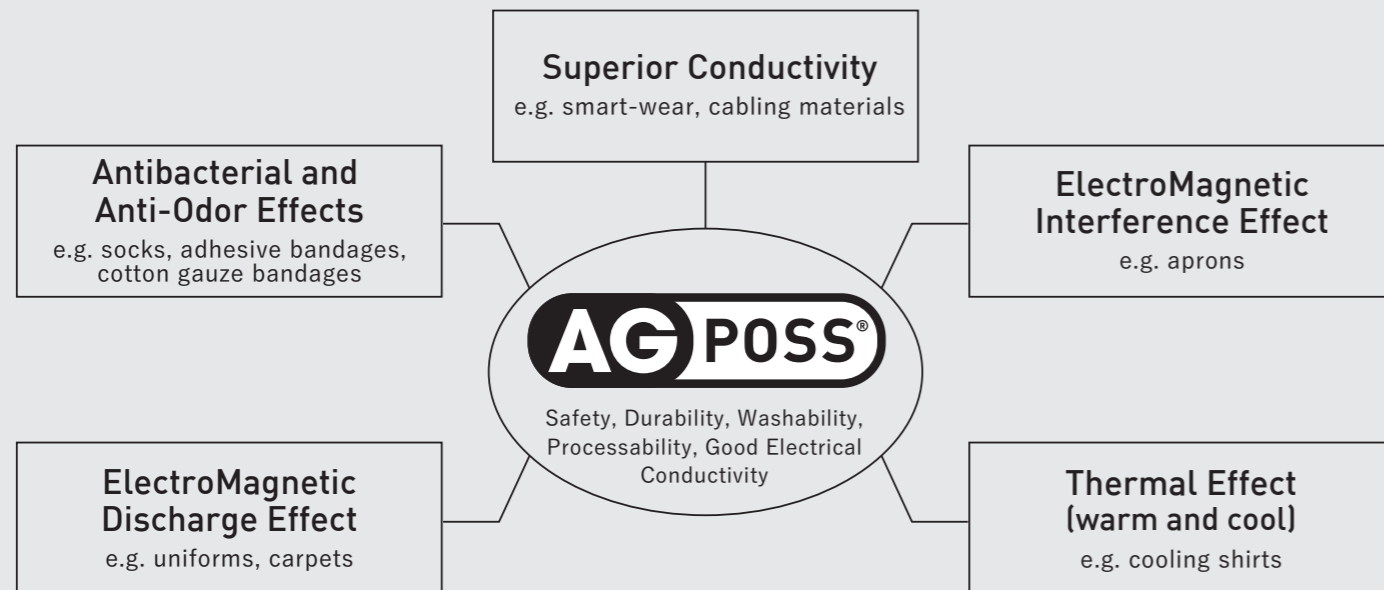 Superior Conductivity
e.g. smart-wear, cabling materials
Antibacterial and
Anti-Odor Effects
e.g. socks, adhesive bandages,
cotton gauze bandages
ElectroMagnetic
Interference Effect
e.g. aprons
AG POSS®
Safety, Durability, Washability,
Processability, Good Electrical
Conductivity
ElectroMagnetic
Discharge Effect
e.g. uniforms, carpets
Thermal Effect
(warm and cool)
e.g. cooling shirts